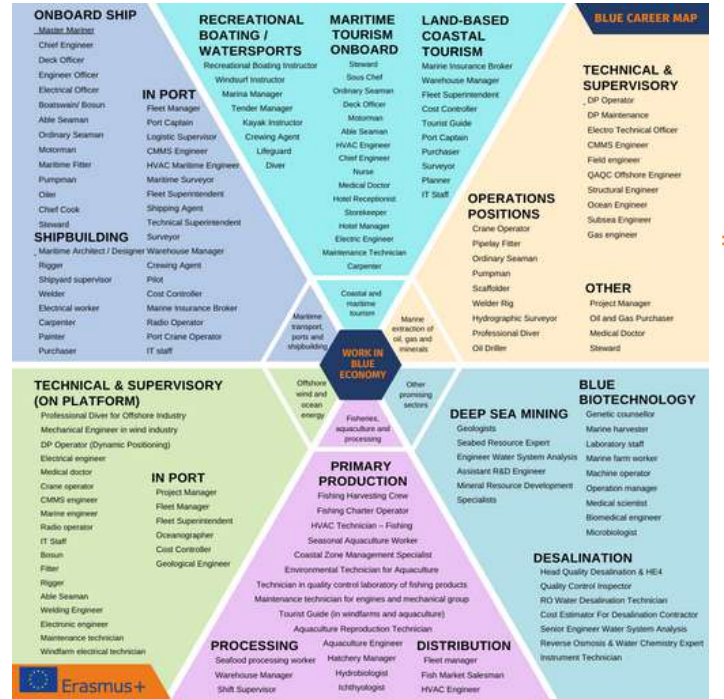 BLUE CAREER MAP
ONBOARD SHIP
Master Mariner
Chief Engineer
Deck Officer
Engineer Officer
Electrical Officer
Boatswain/ Bosun
Able Seaman
Ordinary Seaman
Motorman
Maritime Fitter
Pumpman
Oiler
Chief Cook
Steward
SHIPBUILDING
Maritime Architect / Designer
Rigger
Shipyard supervisor
Welder
Electrical worker
Carpenter
Painter
Purchaser
IN PORT
Fleet Manager
Port Captain
Logistic Supervisor
CMMS Engineer
HVAC Maritime Engineer
Maritime Surveyor
Fleet Superintendent
Shipping Agent
Technical Superintendent
Surveyor
Warehouse Manager
Crewing Agent
Pilot
Cost Controller
Marine Insurance Broker
Radio Operator
Port Crane Operator
IT staff
RECREATIONAL
BOATING /
WATERSPORTS
Recreational Boating Instructor
Windsurf Instructor
Marina Manager
Tender Manager
Kayak Instructor
Crewing Agent
Lifeguard
Diver
MARITIME
TOURISM
ONBOARD
Steward
Sous Chef
Ordinary Seaman
Deck Officer
Motorman
Able Seaman
HVAC Engineer
Chief Engineer
Nurse
Medical Doctor
Hotel Receptionist
Storekeeper
Hotel Manager
Electric Engineer
Maintenance Technician
Carpenter
LAND-BASED
COASTAL
TOURISM
Marine Insurance Broker
Warehouse Manager
Fleet Superintendent
Cost Controller
Tourist Guide
Port Captain
Purchaser
Surveyor
Planner
IT Staff
OPERATIONS
POSITIONS
Crane Operator
Pipelay Fitter
Ordinary Seaman
Pumpman
Scaffolder
Welder Rig
Hydrographic Surveyor
Professional Diver
Oil Driller
TECHNICAL &
SUPERVISORY
DP Operator
DP Maintenance
Electro Technical Officer
CMMS Engineer
Field engineer
QAQC Offshore Engineer
Structural Engineer
Ocean Engineer
Subsea Engineer
Gas engineer
OTHER
Project Manager
Oil and Gas Purchaser
Medical Doctor
Steward
Maritime
transport,
ports and
shipbuilding
Coastal and
maritime
tourism
Marine
extraction of
oil, gas and
minerals
WORK IN
BLUE
ECONOMY
Offshore
wind and
ocean
energy
Fisheries,
aquaculture and
processing
Other
promising
sectors
TECHNICAL & SUPERVISORY
(ON PLATFORM)
Professional Diver for Offshore Industry
Mechanical Engineer in wind industry
DP Operator (Dynamic Positioning)
Electrical engineer
Medical doctor
Crane operator
CMMS engineer
Marine engineer
Radio operator
IT Staff
Bosun
Fitter
Rigger
Able Seaman
Welding Engineer
Electronic engineer
Maintenance technician
Windfarm electrical technician
IN PORT
Project Manager
Fleet Manager
Fleet Superintendent
Oceanographer
Cost Controller
Geological Engineer
PRIMARY
PRODUCTION
Fishing Harvesting Crew
Fishing Charter Operator
HVAC Technician – Fishing
Seasonal Aquaculture Worker
Coastal Zone Management Specialist
Environmental Technician for Aquaculture
Technician in quality control laboratory of fishing products
Maintenance technician for engines and mechanical group
Tourist Guide (in windfarms and aquaculture)
Aquaculture Reproduction Technician
Aquaculture Engineer
Hatchery Manager
Hydrobiologist
Ichthyologist
PROCESSING
Seafood processing worker
Warehouse Manager
Shift Supervisor
DISTRIBUTION
Fleet manager
Fish Market Salesman
HVAC Engineer
DEEP SEA MINING
Geologists
Seabed Resource Expert
Engineer Water System Analysis
Assistant R&D Engineer
Mineral Resource Development
Specialists
BLUE
BIOTECHNOLOGY
Genetic counsellor
Marine harvester
Laboratory staff
Marine farm worker
Machine operator
Operation manager
Medical scientist
Biomedical engineer
Microbiologist
DESALINATION
Head Quality Desalination & HE4
Quality Control Inspector
RO Water Desalination Technician
Cost Estimator For Desalination Contractor
Senior Engineer Water System Analysis
Reverse Osmosis & Water Chemistry Expert
Instrument Technician
Erasmus+